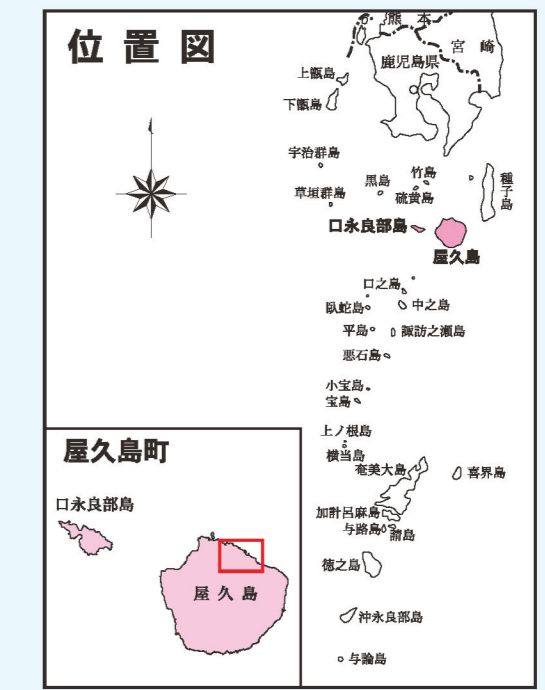 位置図
熊本
宮崎
鹿児島県
上甑島
下甑島
宇治群島
草垣群島
黒島
竹島
硫黄島
種子島
口永良部島
屋久島
口之島
臥蛇島
中之島
平島
諏訪之瀬島
悪石島
小宝島
宝島
上ノ根島
横当島
奄美大島
喜界島
加計呂麻島
与路島
請島
徳之島
沖永良部島
与論島
屋久島町
口永良部島
屋久島